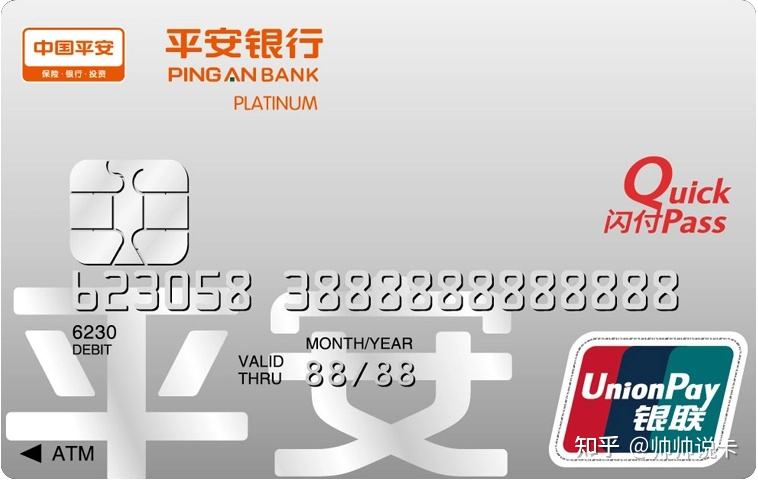 中国平安
保险·银行·投资
平安银行
PING AN BANK
PLATINUM
Quick
闪付Pass
623058 3888888888888
6230
DEBIT
MONTH/YEAR
VALID
THRU
88/88
平安
ATM
UnionPay
银联
知乎 @帅帅说卡